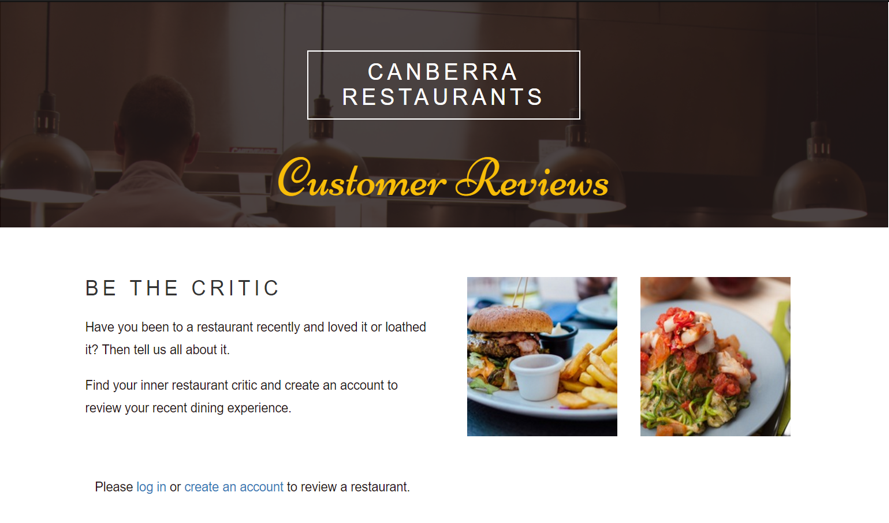 CANBERRA
RESTAURANTS
Customer Reviews
BE THE CRITIC
Have you been to a restaurant recently and loved it or loathed
it? Then tell us all about it.
Find your inner restaurant critic and create an account to
review your recent dining experience.
Please log in or create an account to review a restaurant.